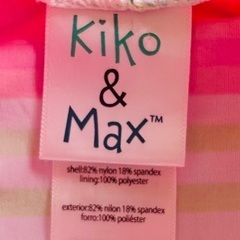 kiko
&
Max™
shell:82% nylon 18% spandex
lining:100% polyester
exterior:82% nilon 18% spandex
forro:100% poliéster